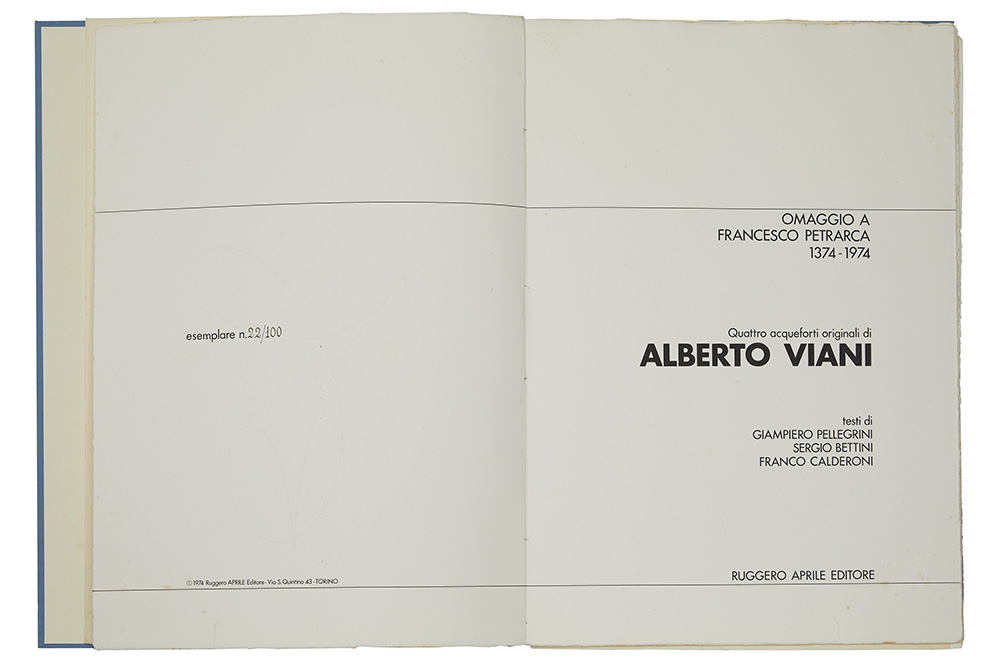 esemplare n.22/100
© 1974 Ruggero APRILE Editore - Via S. Quintino 43 - TORINO
OMAGGIO A
FRANCESCO PETRARCA
1374 - 1974
Quattro acqueforti originali di
ALBERTO VIANI
testi di
GIAMPIERO PELLEGRINI
SERGIO BETTINI
FRANCO CALDERONI
RUGGERO APRILE EDITORE